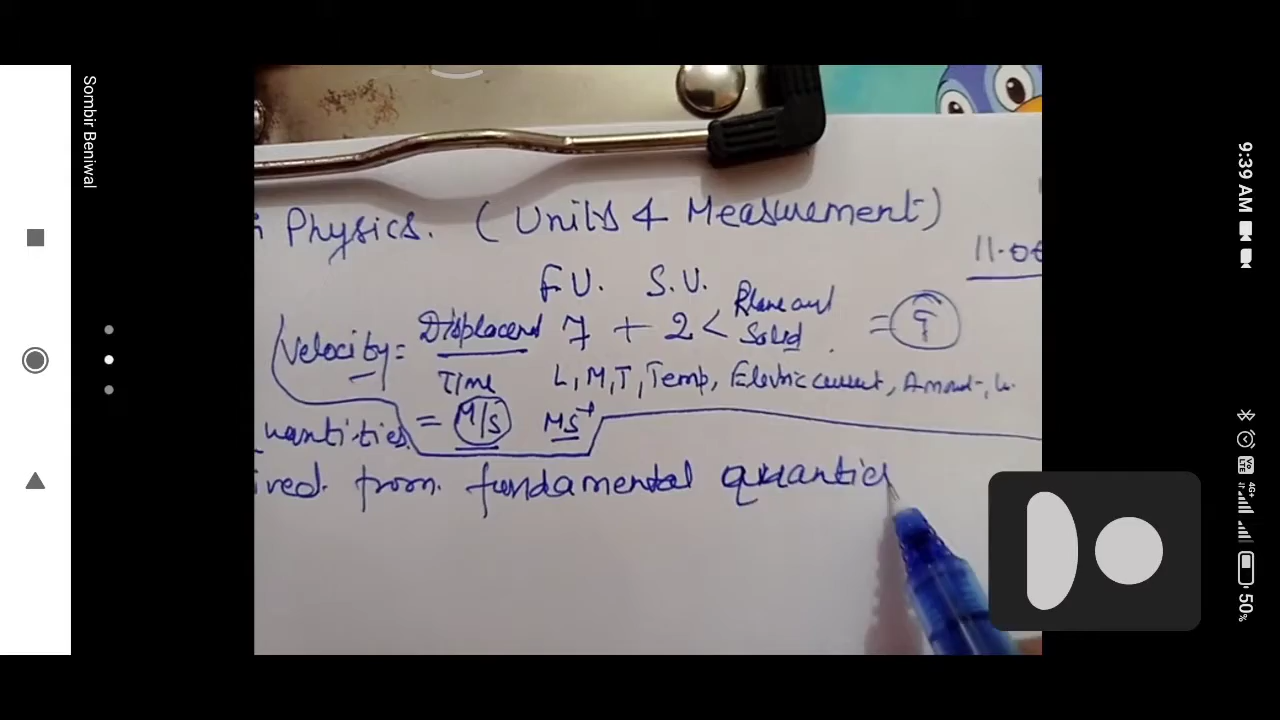 Physics. ( Units & Measurement)
11.0
F.U. S.U.
(Velocity = Displacement 7 + 2 < Plane and Solid = 9
Time L, M, T, Temp, Electric current, Amount,
= M/S MS⁻¹
uantities
ived from fundamental quantities
Sombir Beniwal
9:39 AM
4G+
50%